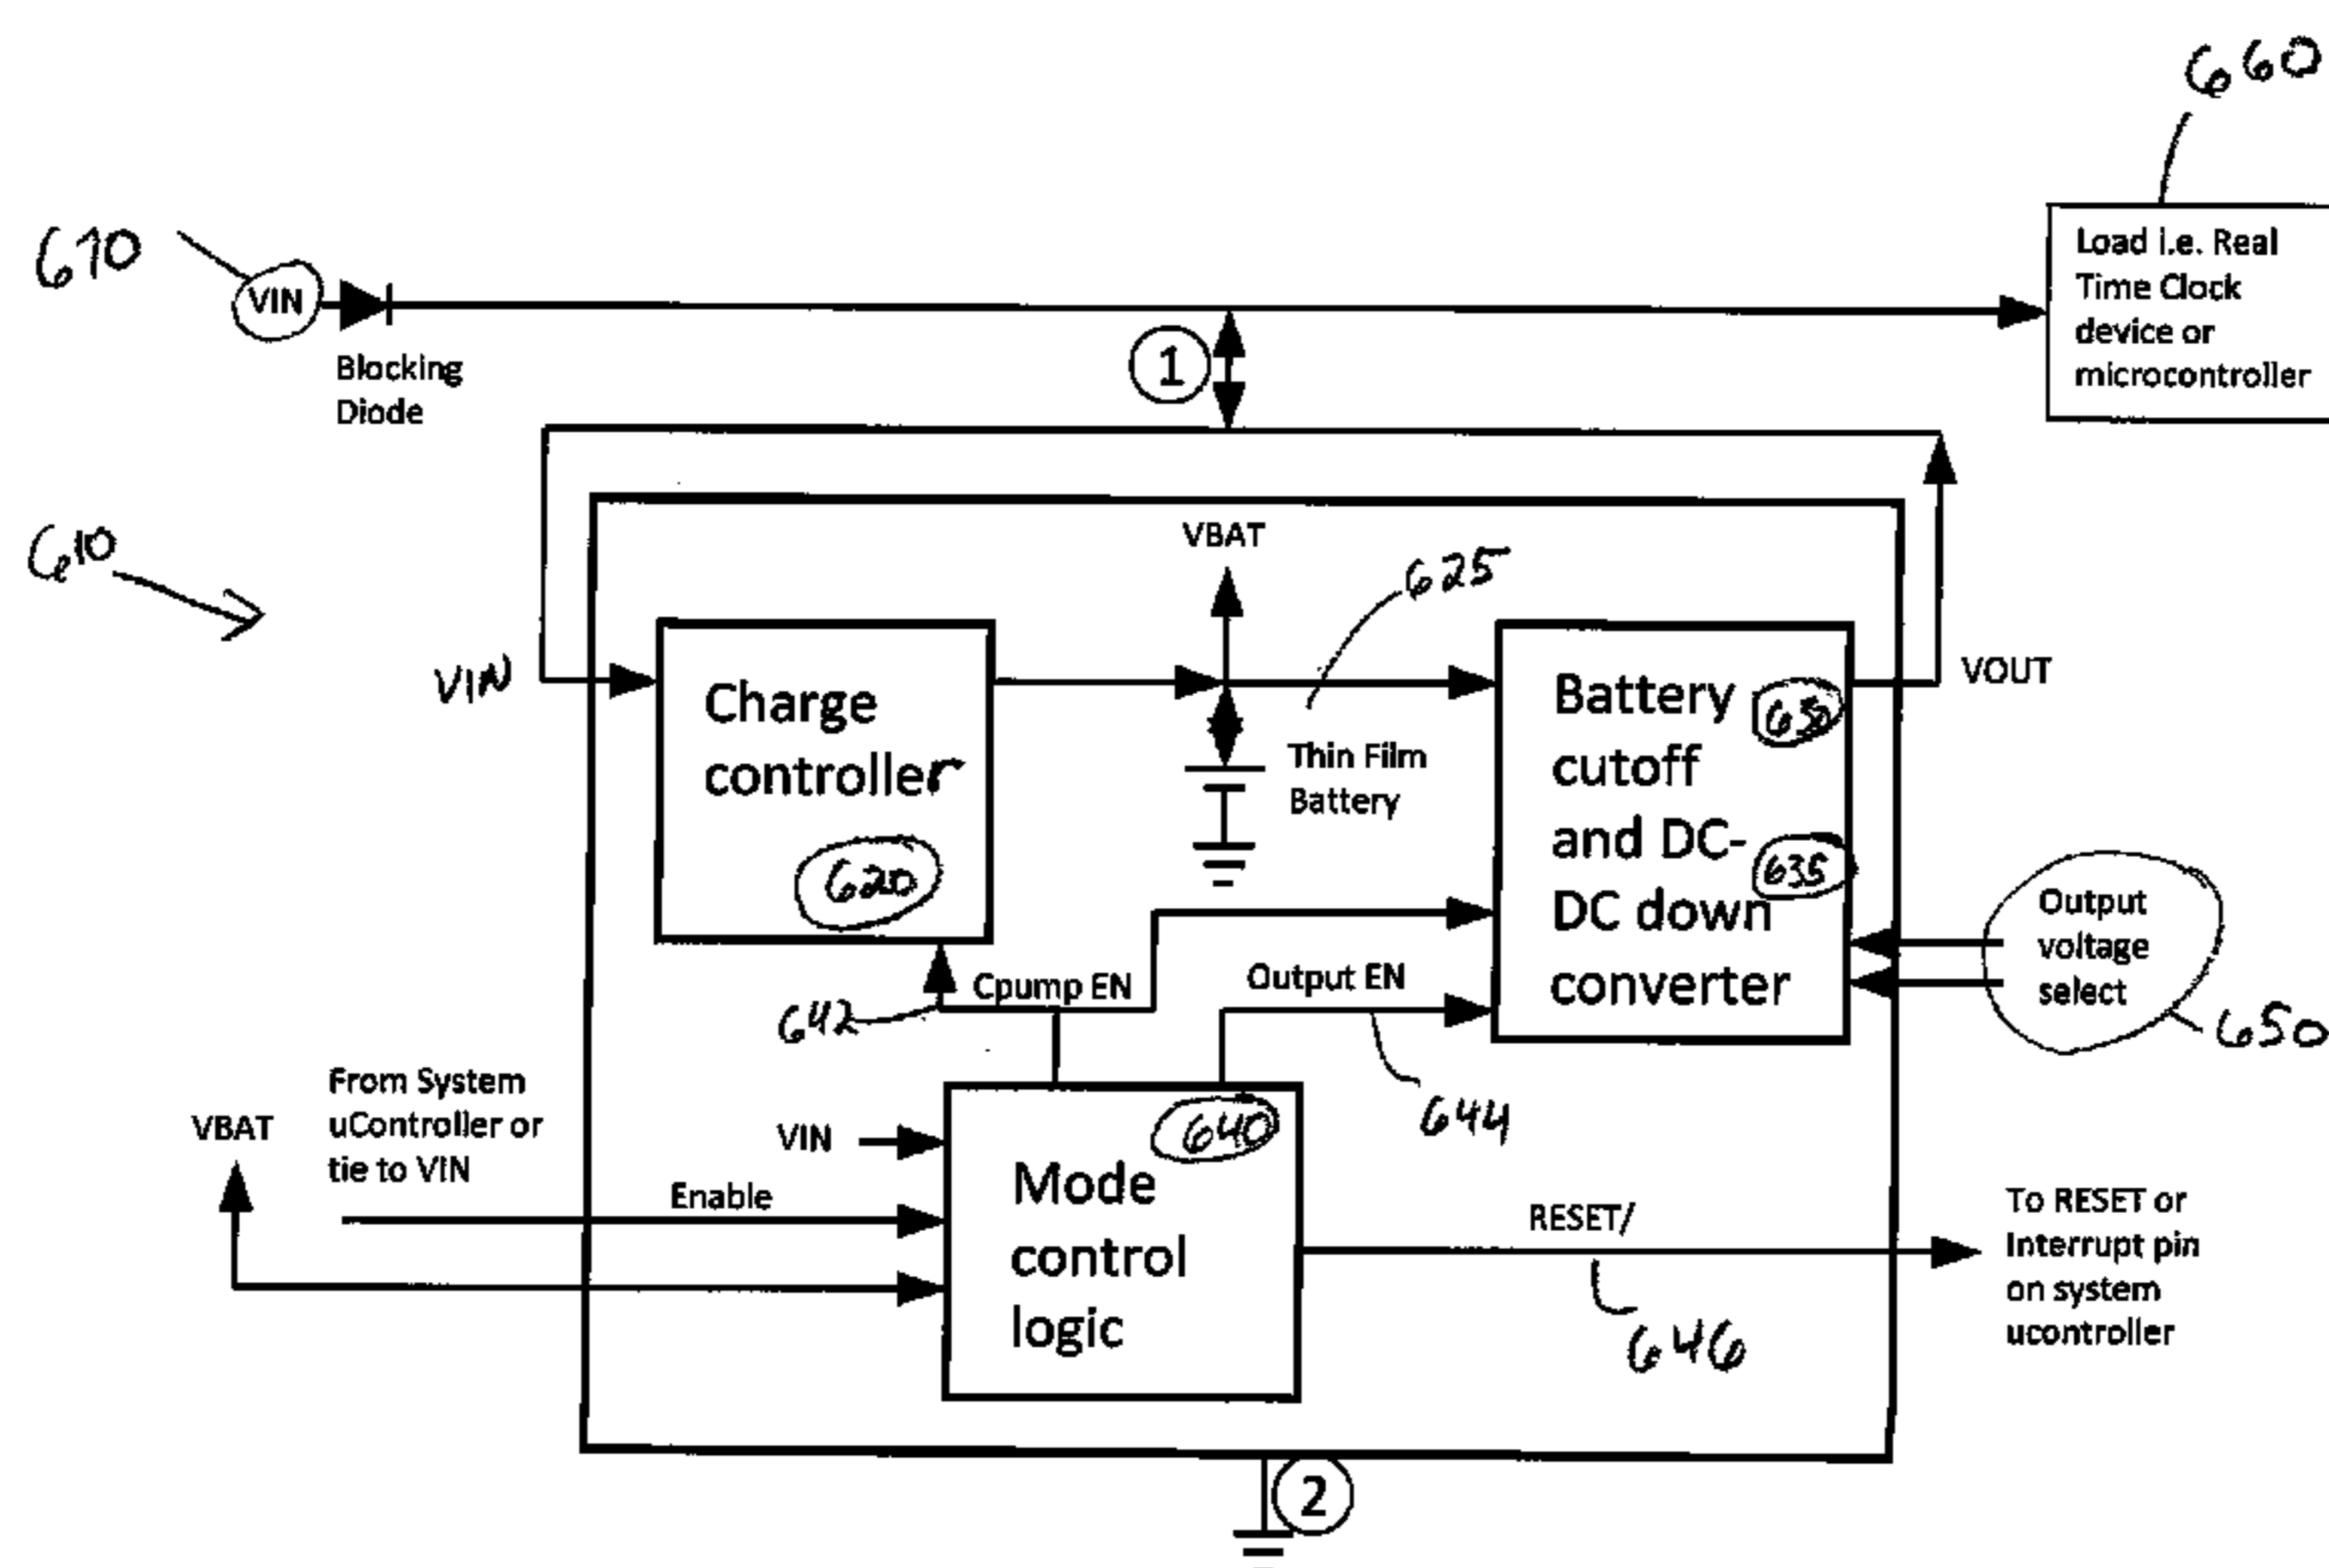 660
670
VIN
Blocking
Diode
Load i.e. Real
Time Clock
device or
microcontroller
1
610
VBAT
625
VIN
Charge
controller
620
Thin Film
Battery
Battery 630
cutoff
and DC-
635
DC down
converter
VOUT
Output
voltage
select
650
Cpump EN
642
Output EN
644
From System
uController or
tie to VIN
VBAT
Enable
VIN
640
Mode
control
logic
RESET/
646
To RESET or
Interrupt pin
on system
ucontroller
2